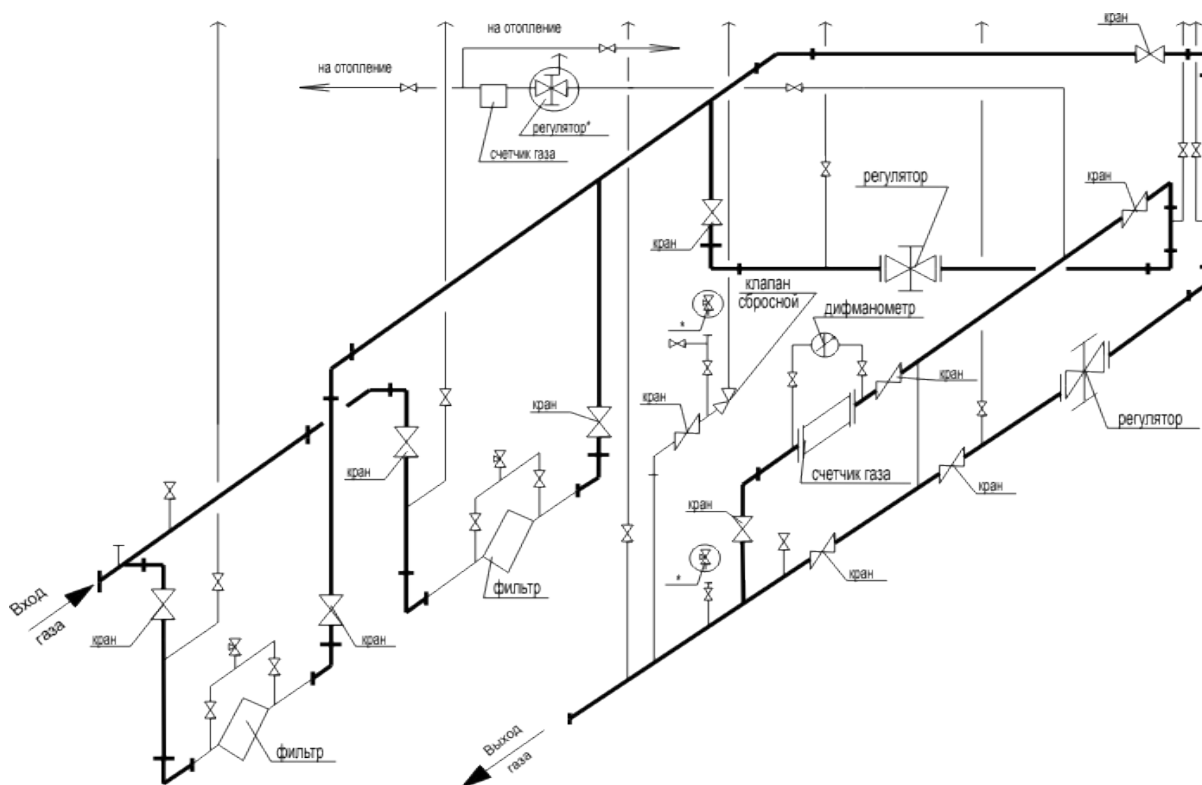 кран
на отопление
на отопление
регулятор*
счетчик газа
регулятор
кран
кран
клапан
сбросной
*
дифманометр
кран
кран
кран
регулятор
кран
счетчик газа
кран
кран
*
фильтр
кран
Вход
газа
кран
кран
фильтр
Выход
газа